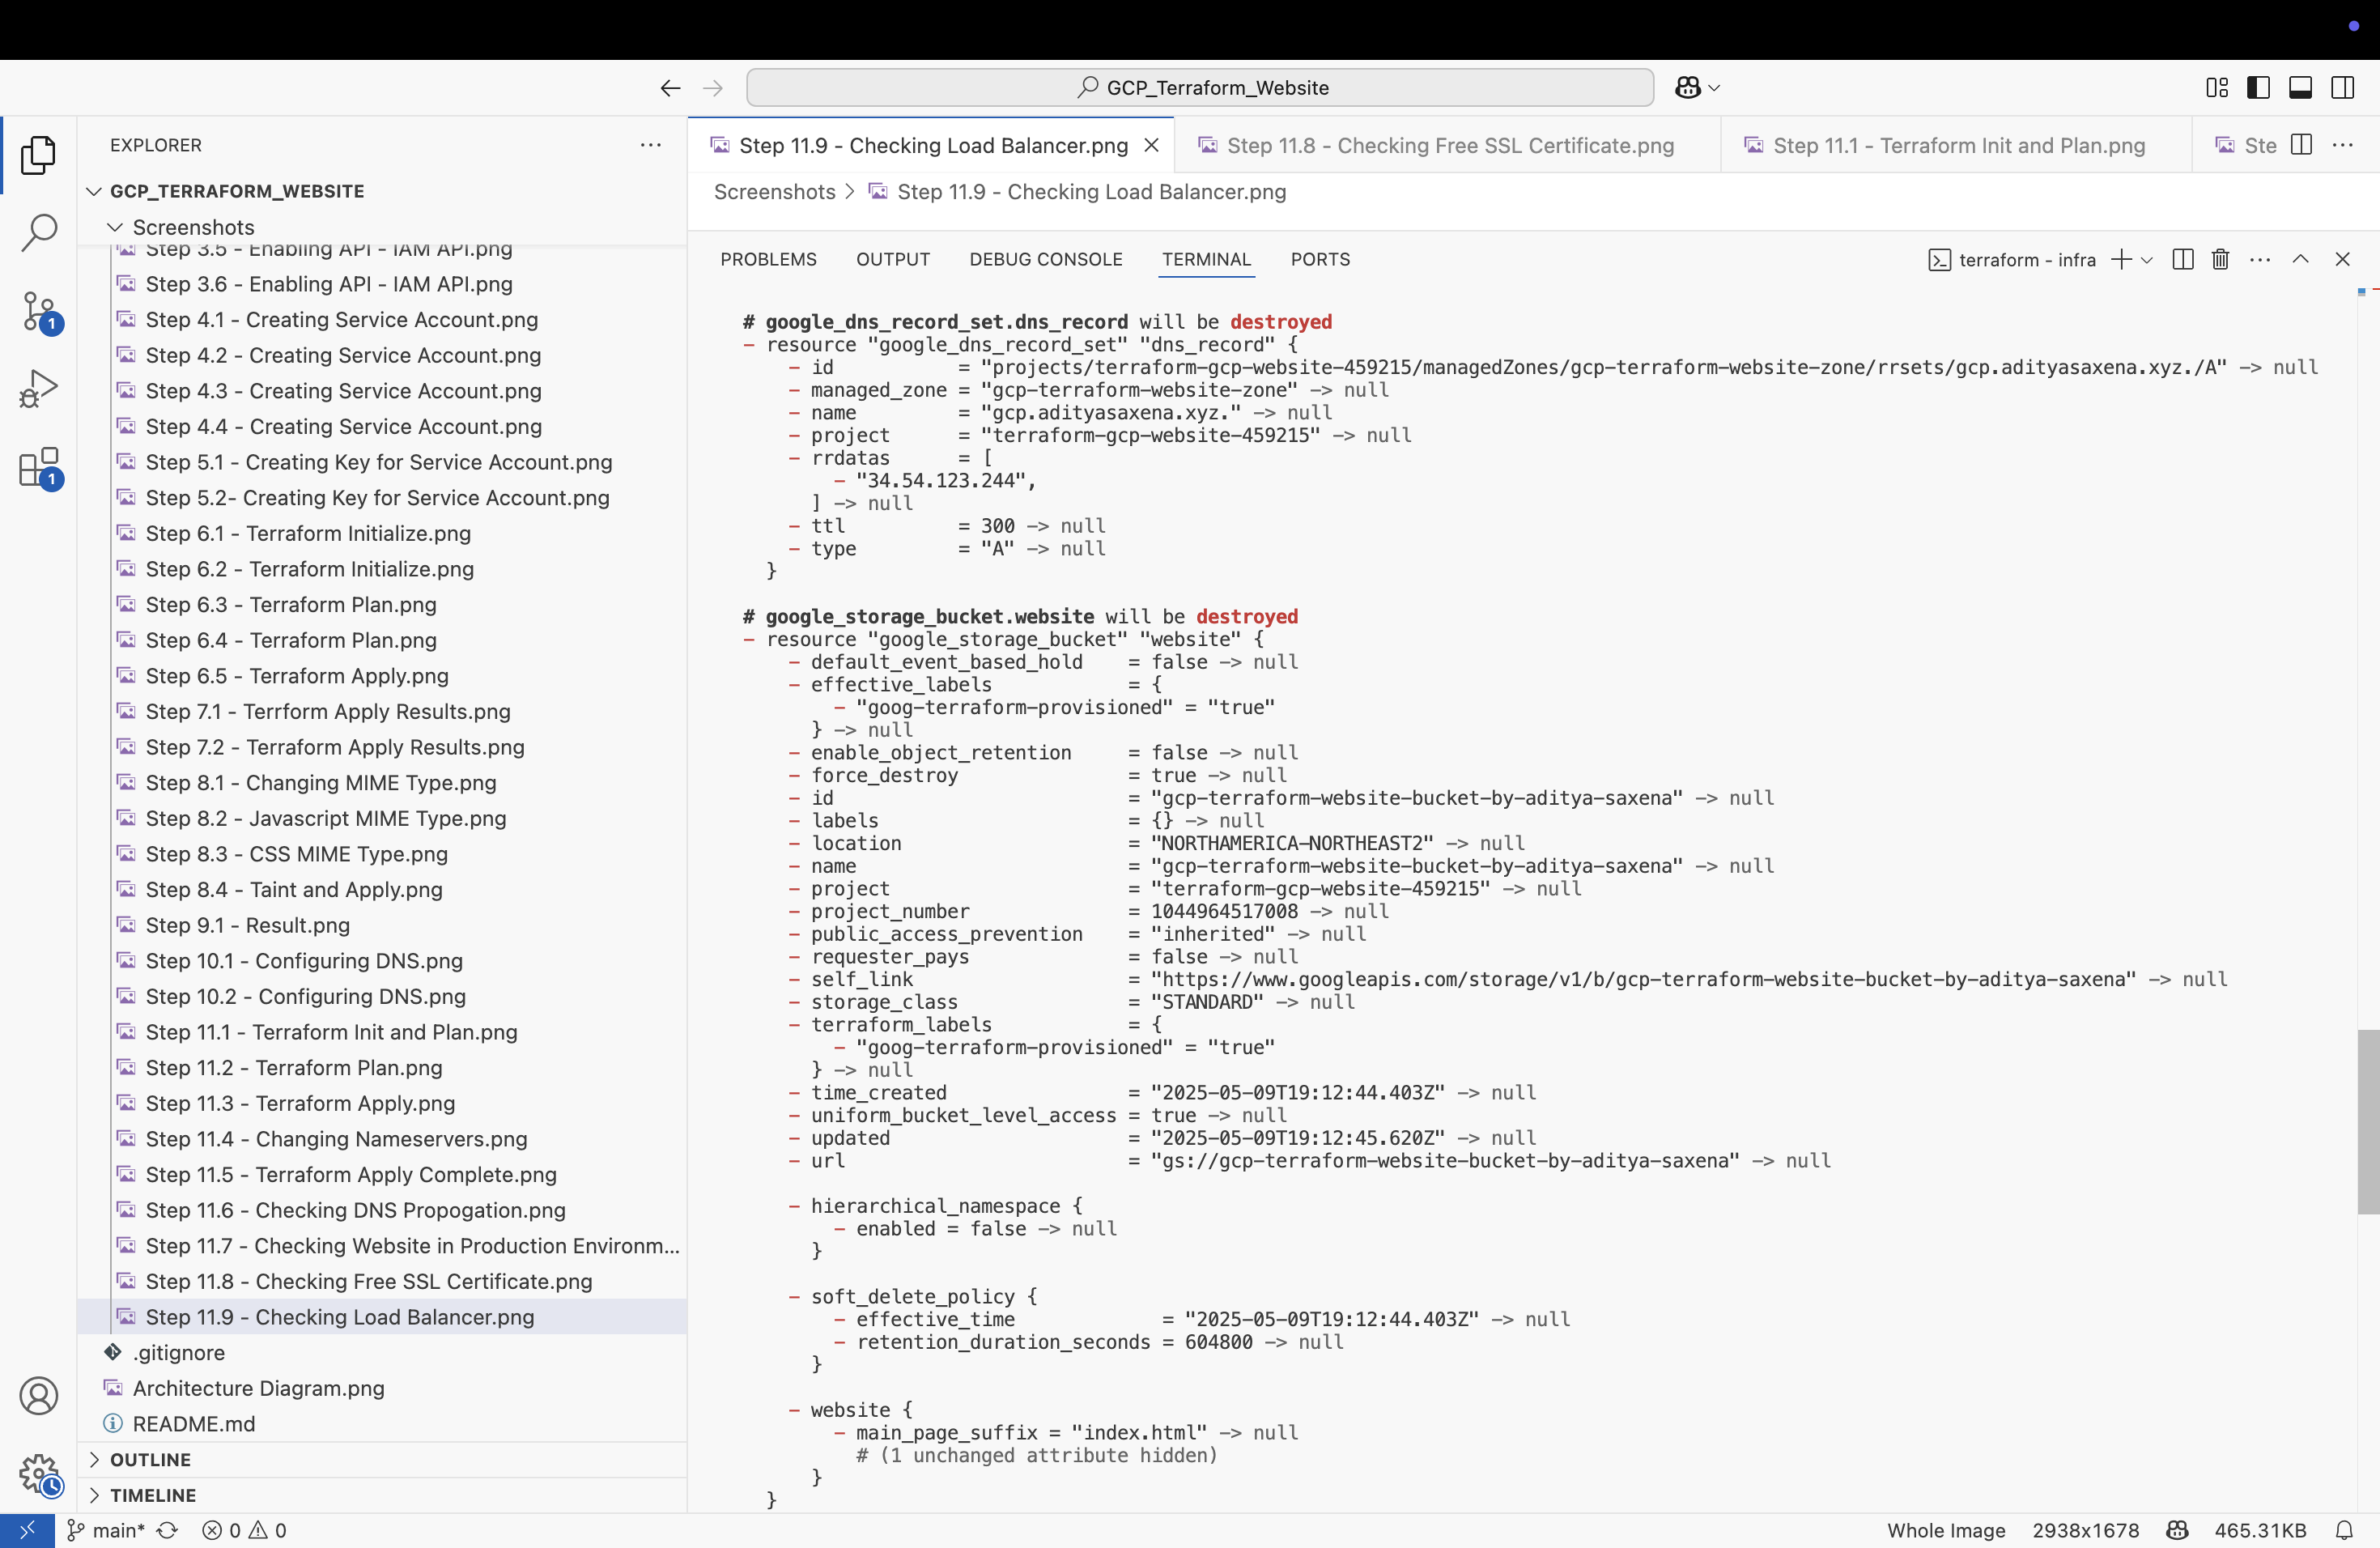 GCP_Terraform_Website
EXPLORER
GCP_TERRAFORM_WEBSITE
Screenshots
Step 3.5 - Enabling API - IAM API.png
Step 3.6 - Enabling API - IAM API.png
Step 4.1 - Creating Service Account.png
Step 4.2 - Creating Service Account.png
Step 4.3 - Creating Service Account.png
Step 4.4 - Creating Service Account.png
Step 5.1 - Creating Key for Service Account.png
Step 5.2- Creating Key for Service Account.png
Step 6.1 - Terraform Initialize.png
Step 6.2 - Terraform Initialize.png
Step 6.3 - Terraform Plan.png
Step 6.4 - Terraform Plan.png
Step 6.5 - Terraform Apply.png
Step 7.1 - Terrform Apply Results.png
Step 7.2 - Terraform Apply Results.png
Step 8.1 - Changing MIME Type.png
Step 8.2 - Javascript MIME Type.png
Step 8.3 - CSS MIME Type.png
Step 8.4 - Taint and Apply.png
Step 9.1 - Result.png
Step 10.1 - Configuring DNS.png
Step 10.2 - Configuring DNS.png
Step 11.1 - Terraform Init and Plan.png
Step 11.2 - Terraform Plan.png
Step 11.3 - Terraform Apply.png
Step 11.4 - Changing Nameservers.png
Step 11.5 - Terraform Apply Complete.png
Step 11.6 - Checking DNS Propogation.png
Step 11.7 - Checking Website in Production Environm...
Step 11.8 - Checking Free SSL Certificate.png
Step 11.9 - Checking Load Balancer.png
.gitignore
Architecture Diagram.png
README.md
OUTLINE
TIMELINE
1
1
Step 11.9 - Checking Load Balancer.png
Step 11.8 - Checking Free SSL Certificate.png
Step 11.1 - Terraform Init and Plan.png
Ste
Screenshots > Step 11.9 - Checking Load Balancer.png
PROBLEMS OUTPUT DEBUG CONSOLE TERMINAL PORTS
terraform - infra
# google_dns_record_set.dns_record will be destroyed
- resource "google_dns_record_set" "dns_record" {
- id = "projects/terraform-gcp-website-459215/managedZones/gcp-terraform-website-zone/rrsets/gcp.adityasaxena.xyz./A" -> null
- managed_zone = "gcp-terraform-website-zone" -> null
- name = "gcp.adityasaxena.xyz." -> null
- project = "terraform-gcp-website-459215" -> null
- rrdatas = [
- "34.54.123.244",
] -> null
- ttl = 300 -> null
- type = "A" -> null
}
# google_storage_bucket.website will be destroyed
- resource "google_storage_bucket" "website" {
- default_event_based_hold = false -> null
- effective_labels = {
- "goog-terraform-provisioned" = "true"
} -> null
- enable_object_retention = false -> null
- force_destroy = true -> null
- id = "gcp-terraform-website-bucket-by-aditya-saxena" -> null
- labels = {} -> null
- location = "NORTHAMERICA-NORTHEAST2" -> null
- name = "gcp-terraform-website-bucket-by-aditya-saxena" -> null
- project = "terraform-gcp-website-459215" -> null
- project_number = 1044964517008 -> null
- public_access_prevention = "inherited" -> null
- requester_pays = false -> null
- self_link = "https://www.googleapis.com/storage/v1/b/gcp-terraform-website-bucket-by-aditya-saxena" -> null
- storage_class = "STANDARD" -> null
- terraform_labels = {
- "goog-terraform-provisioned" = "true"
} -> null
- time_created = "2025-05-09T19:12:44.403Z" -> null
- uniform_bucket_level_access = true -> null
- updated = "2025-05-09T19:12:45.620Z" -> null
- url = "gs://gcp-terraform-website-bucket-by-aditya-saxena" -> null
- hierarchical_namespace {
- enabled = false -> null
}
- soft_delete_policy {
- effective_time = "2025-05-09T19:12:44.403Z" -> null
- retention_duration_seconds = 604800 -> null
}
- website {
- main_page_suffix = "index.html" -> null
# (1 unchanged attribute hidden)
}
}
main* 0 0 Whole Image 2938x1678 465.31KB